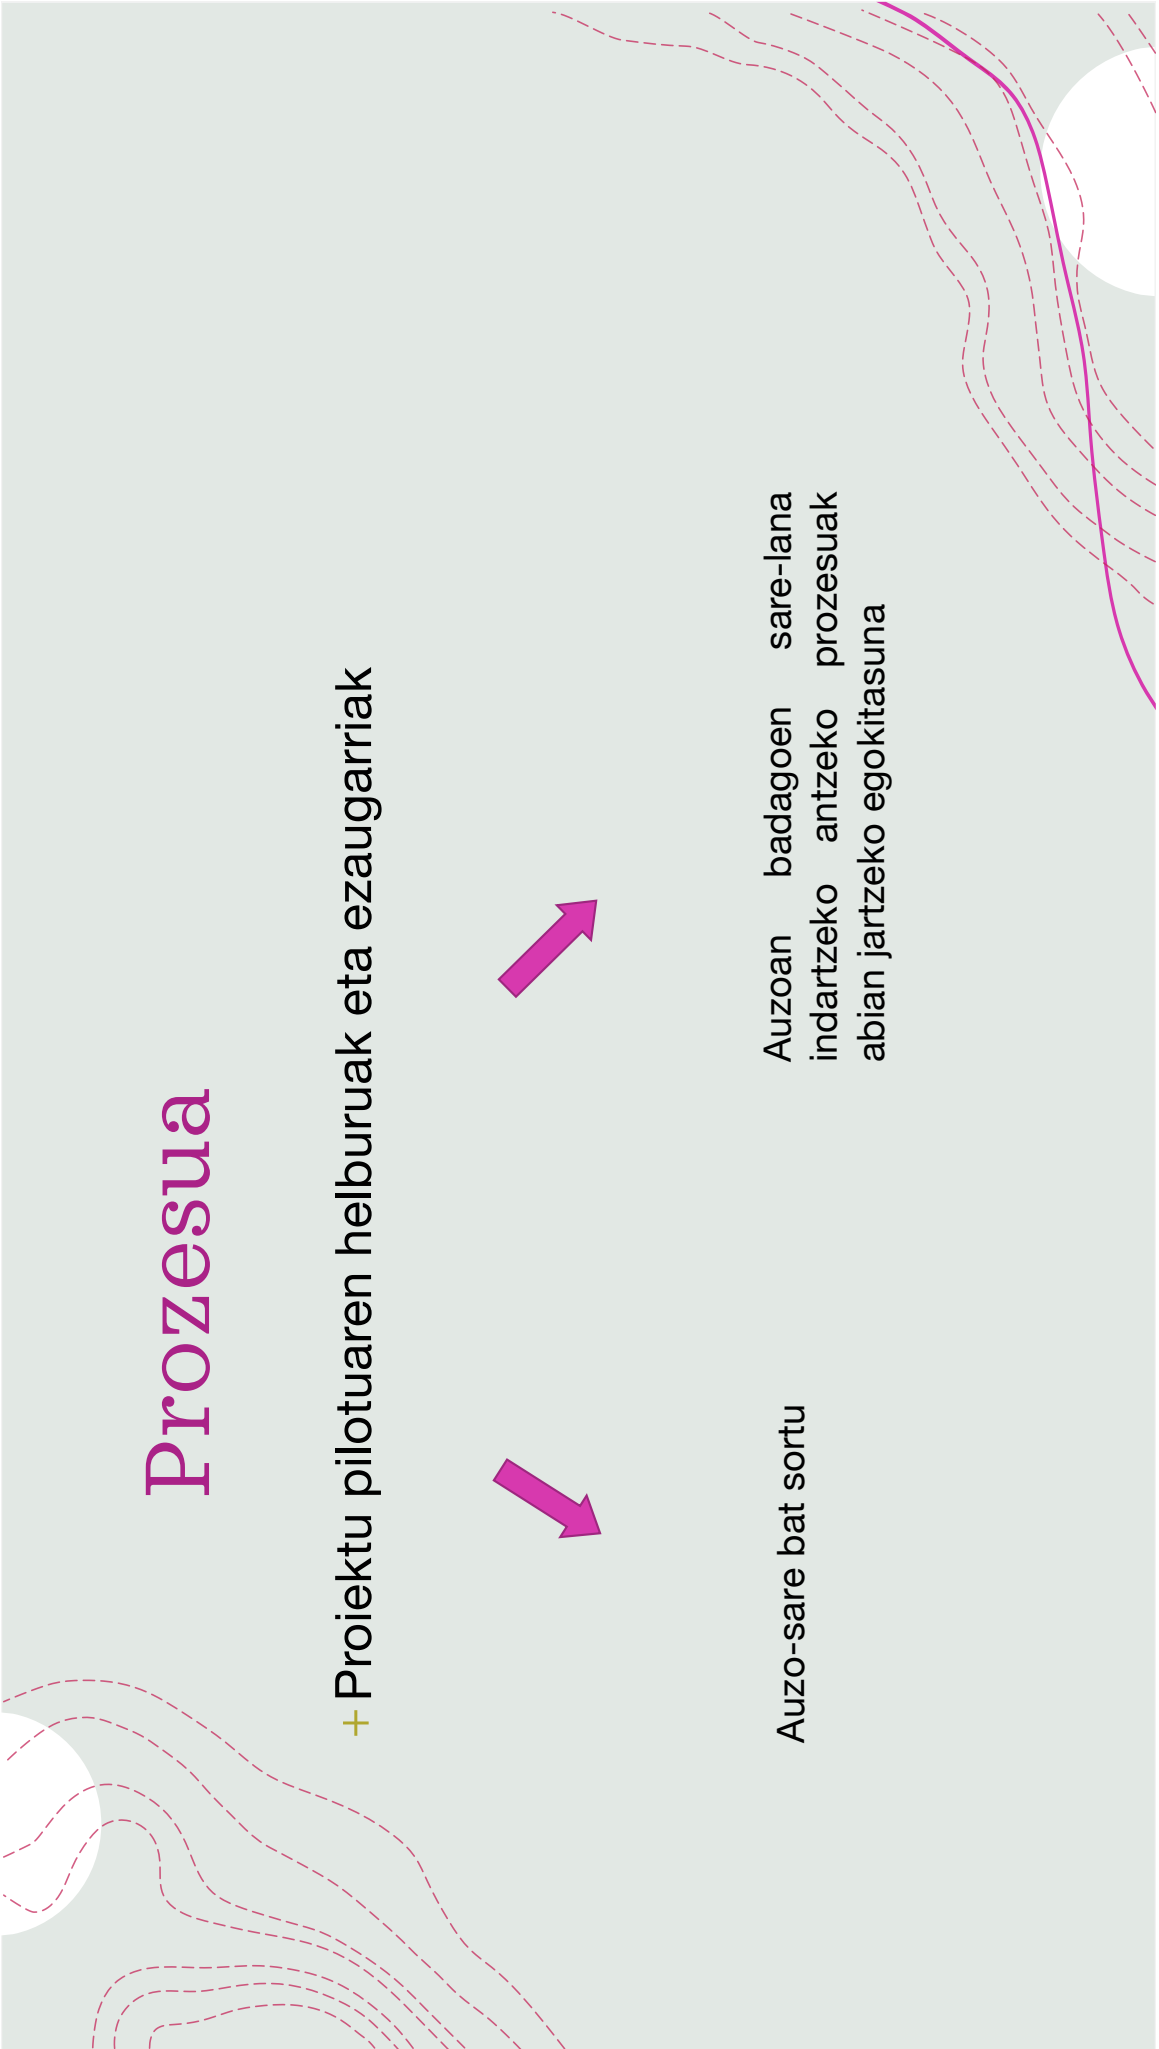 Prozesua
+ Proiektu pilotuaren helburuak eta ezaugarriak
Auzo-sare bat sortu
Auzoan badagoen sare-lana
indartzeko antzeko prozesuak
abian jartzeko egokitasuna